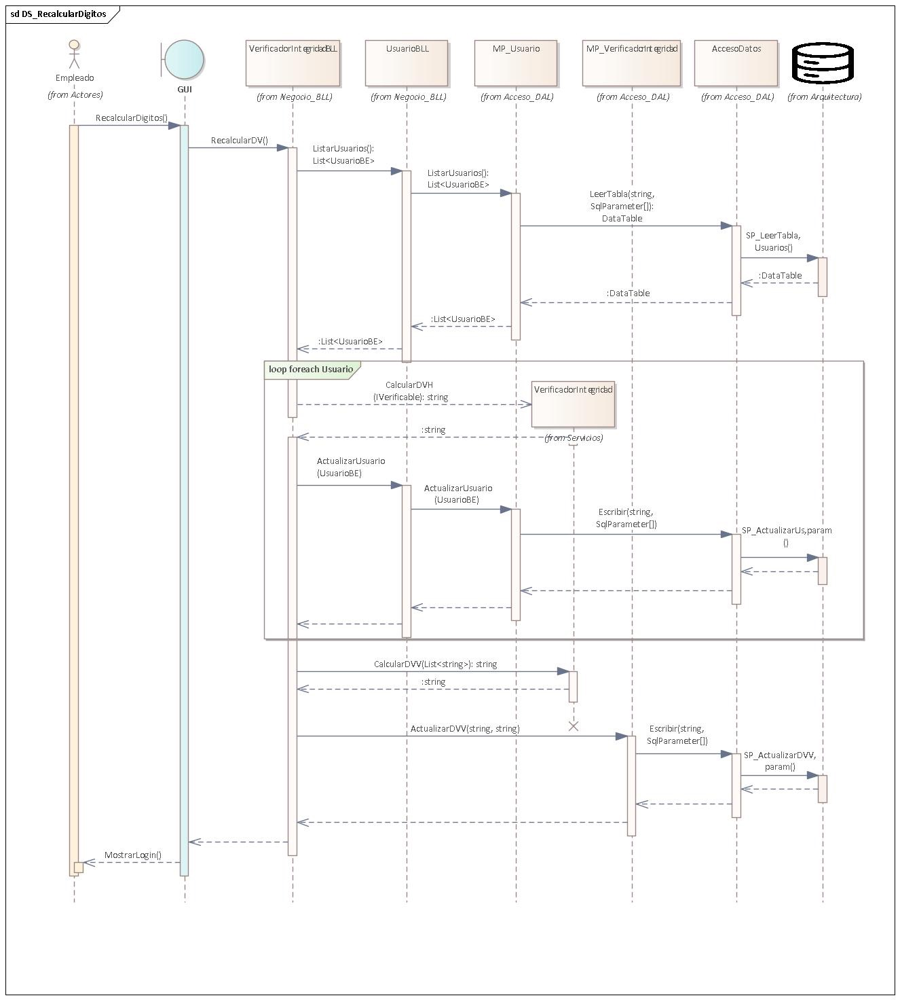 sd DS_RecalcularDigitos
Empleado
(from Actores)
GUI
VerificadorIntegridadBLL
(from Negocio_BLL)
UsuarioBLL
(from Negocio_BLL)
MP_Usuario
(from Acceso_DAL)
MP_VerificadorIntegridad
(from Acceso_DAL)
AccesoDatos
(from Acceso_DAL)
(from Arquitectura)
RecalcularDigitos()
RecalcularDV()
ListarUsuarios():
List<UsuarioBE>
ListarUsuarios():
List<UsuarioBE>
LeerTabla(string,
SqlParameter[]):
DataTable
SP_LeerTabla,
Usuarios()
:DataTable
:DataTable
:List<UsuarioBE>
:List<UsuarioBE>
loop foreach Usuario
CalcularDVH
(IVerificable): string
VerificadorIntegridad
(from Servicios)
:string
ActualizarUsuario
(UsuarioBE)
ActualizarUsuario
(UsuarioBE)
Escribir(string,
SqlParameter[])
SP_ActualizarUs,param
()
CalcularDVV(List<string>): string
:string
ActualizarDVV(string, string)
Escribir(string,
SqlParameter[])
SP_ActualizarDVV,
param()
MostrarLogin()